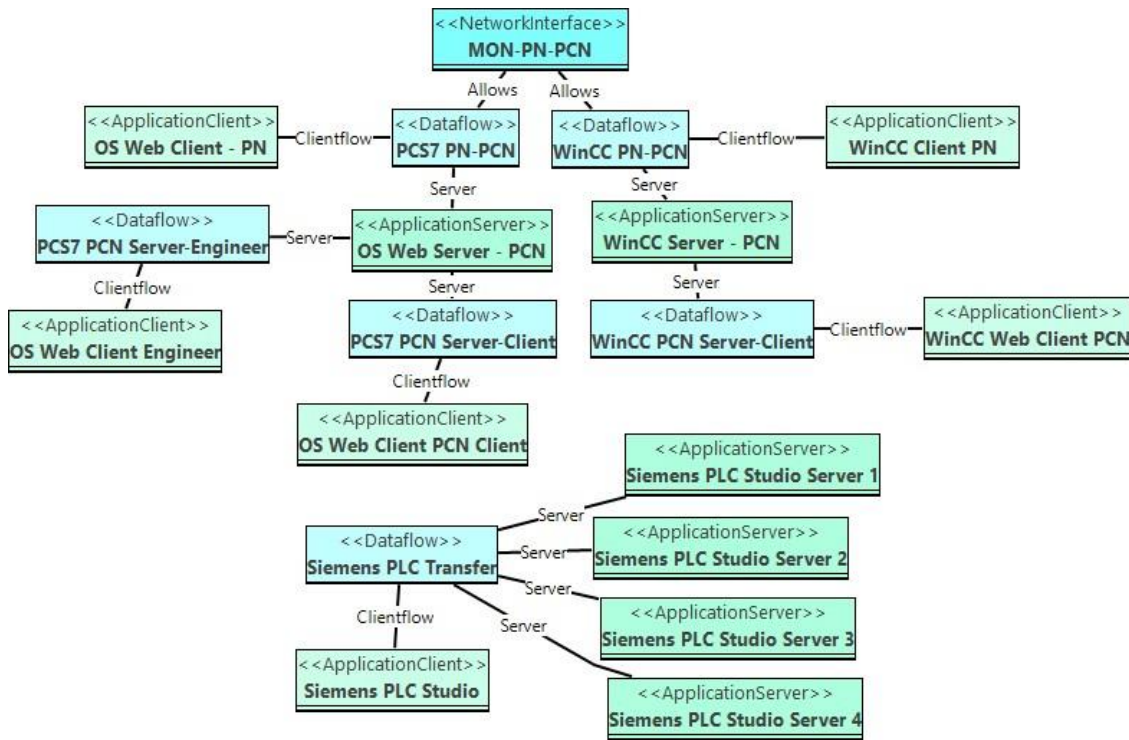 <<NetworkInterface>>
MON-PN-PCN
Allows
Allows
<<ApplicationClient>>
OS Web Client - PN
Clientflow
<<Dataflow>>
PCS7 PN-PCN
<<Dataflow>>
WinCC PN-PCN
Clientflow
<<ApplicationClient>>
WinCC Client PN
Server
Server
<<Dataflow>>
PCS7 PCN Server-Engineer
Server
<<ApplicationServer>>
OS Web Server - PCN
<<ApplicationServer>>
WinCC Server - PCN
Clientflow
Server
Server
<<ApplicationClient>>
OS Web Client Engineer
<<Dataflow>>
PCS7 PCN Server-Client
<<Dataflow>>
WinCC PCN Server-Client
Clientflow
<<ApplicationClient>>
WinCC Web Client PCN
Clientflow
<<ApplicationClient>>
OS Web Client PCN Client
<<ApplicationServer>>
Siemens PLC Studio Server 1
Server
<<Dataflow>>
Siemens PLC Transfer
Server
<<ApplicationServer>>
Siemens PLC Studio Server 2
Server
<<ApplicationServer>>
Siemens PLC Studio Server 3
Clientflow
Server
<<ApplicationClient>>
Siemens PLC Studio
<<ApplicationServer>>
Siemens PLC Studio Server 4